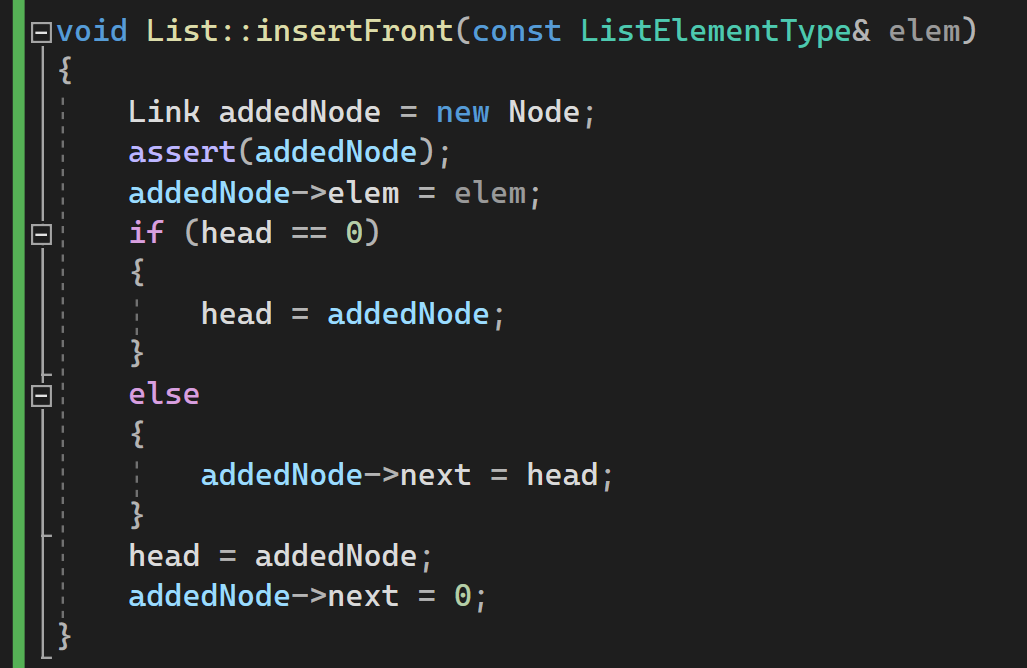 void List::insertFront(const ListElementType& elem)
{
    Link addedNode = new Node;
    assert(addedNode);
    addedNode->elem = elem;
    if (head == 0)
    {
        head = addedNode;
    }
    else
    {
        addedNode->next = head;
    }
    head = addedNode;
    addedNode->next = 0;
}